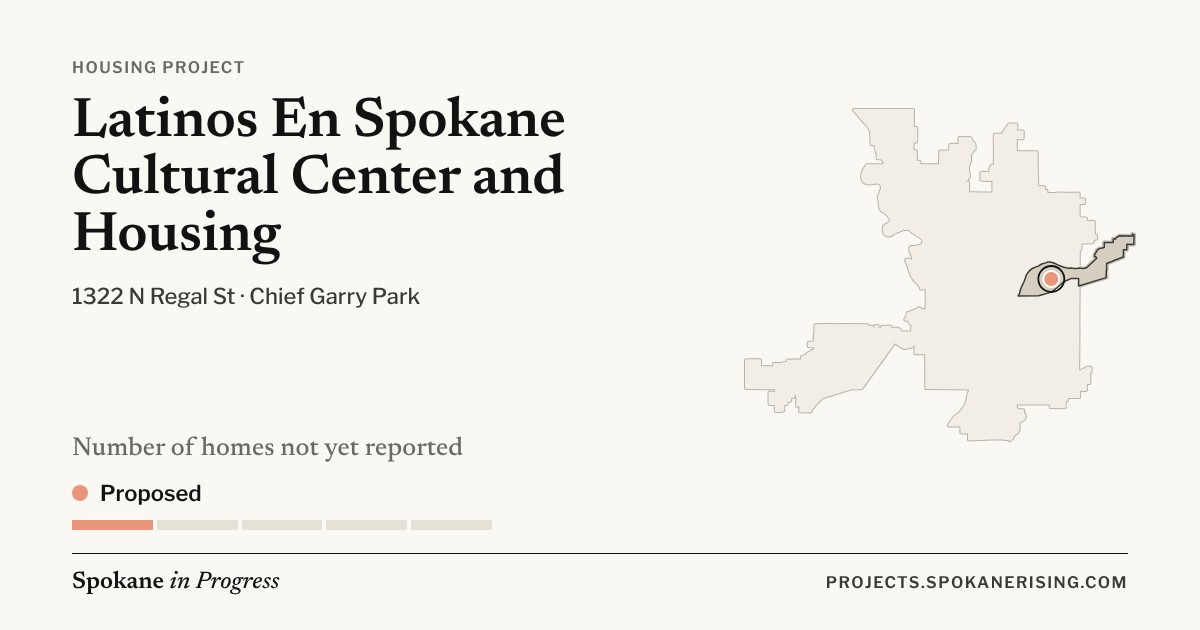 HOUSING PROJECT
Latinos En Spokane
Cultural Center and
Housing
1322 N Regal St · Chief Garry Park
Number of homes not yet reported
Proposed
Spokane in Progress
PROJECTS.SPOKANERISING.COM